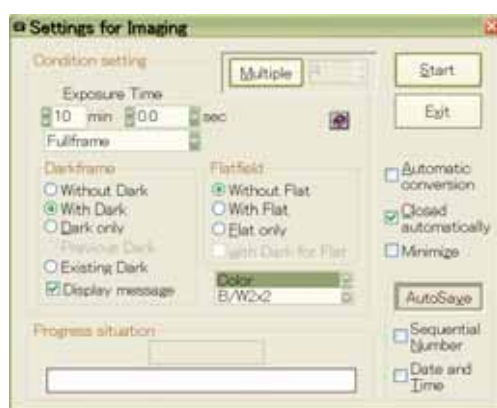 Settings for Imaging
Condition setting
Multiple
4
Start
Exposure Time
10 min 00 sec
Exit
Fullframe
Darkframe
Flatfield
Without Dark
Without Flat
Automatic conversion
With Dark
With Flat
Dark only
Flat only
Closed automatically
Previous Dark
with Dark for Flat
Minimize
Existing Dark
Display message
Color
B/W2x2
AutoSave
Progress situation
Sequential Number
Date and Time